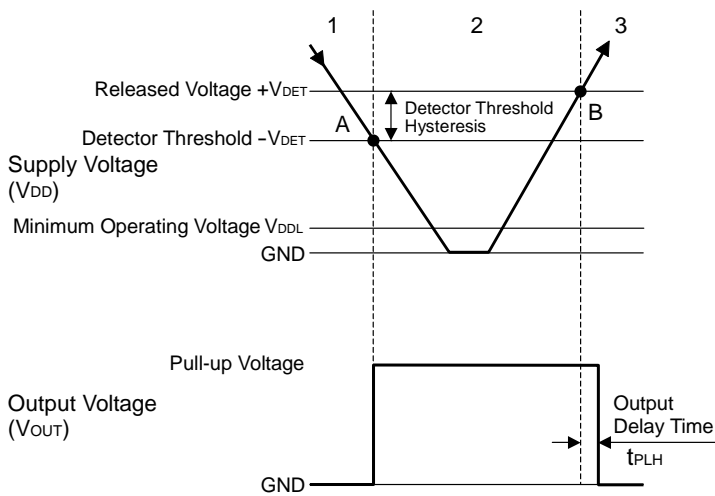 1 2 3
Released Voltage +VDET
Detector Threshold
Hysteresis
A
B
Detector Threshold –VDET
Supply Voltage
(VDD)
Minimum Operating Voltage VDDL
GND
Pull-up Voltage
Output Voltage
(VOUT)
Output
Delay Time
tPLH
GND